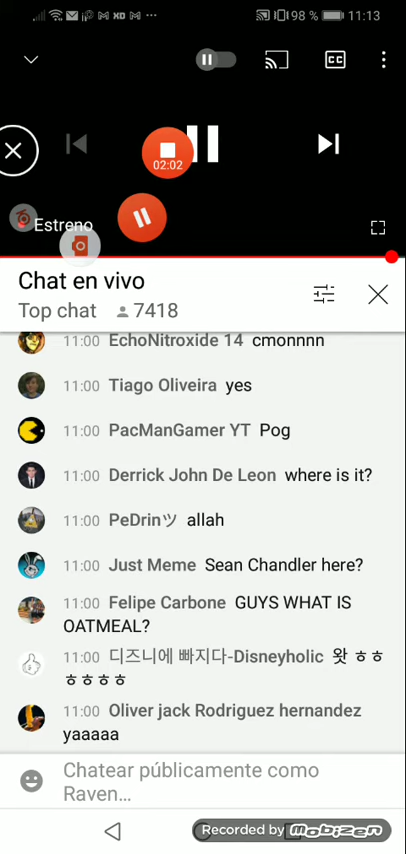 XD 98 % 11:13
CC
02:02
Estreno
Chat en vivo
Top chat 7418
11:00 EchoNitroxide 14 cmonnnn
11:00 Tiago Oliveira yes
11:00 PacManGamer YT Pog
11:00 Derrick John De Leon where is it?
11:00 PeDrinツ allah
11:00 Just Meme Sean Chandler here?
11:00 Felipe Carbone GUYS WHAT IS
OATMEAL?
11:00 디즈니에 빠지다-Disneyholic 왓 ㅎㅎ
ㅎㅎㅎㅎ
11:00 Oliver jack Rodriguez hernandez
yaaaaa
Chatear públicamente como
Raven...
Recorded by mobizen